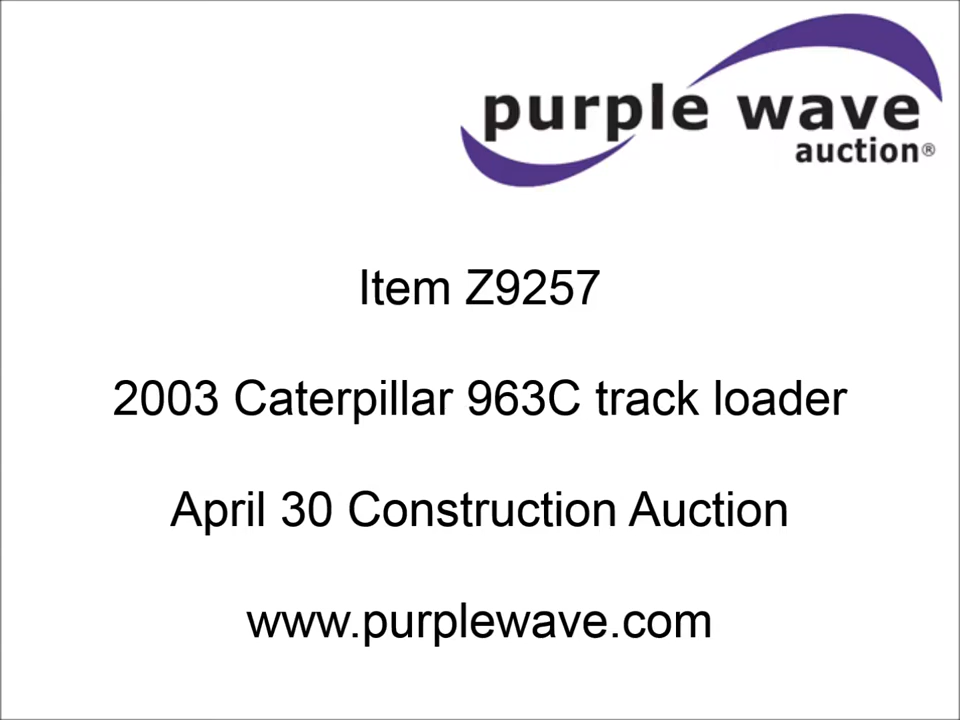 purple wave
auction®
Item Z9257
2003 Caterpillar 963C track loader
April 30 Construction Auction
www.purplewave.com